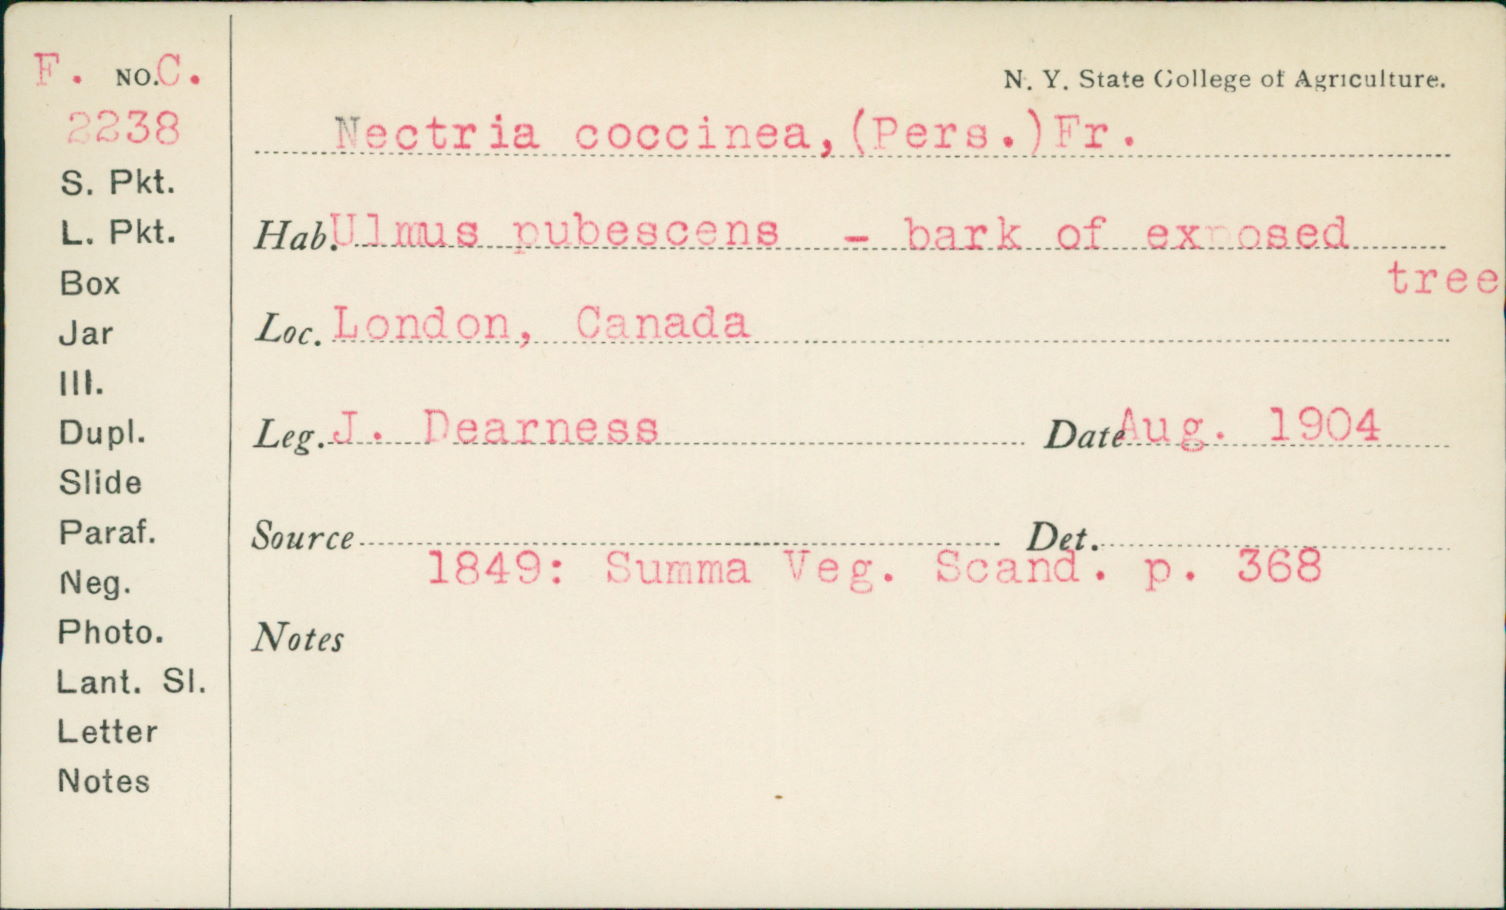 F. NO. C.
2238
S. Pkt.
L. Pkt.
Box
Jar
Ill.
Dupl.
Slide
Paraf.
Neg.
Photo.
Lant. Sl.
Letter
Notes
N. Y. State College of Agriculture.
Nectria coccinea, (Pers.) Fr.
Hab. Ulmus pubescens - bark of exposed
tree
Loc. London, Canada
Leg. J. Dearness Date Aug. 1904
Source Det.
1849: Summa Veg. Scand. p. 368
Notes